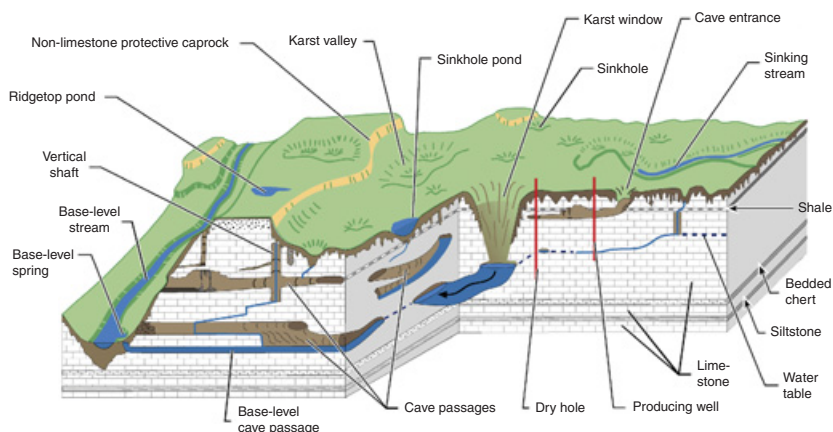 Non-limestone protective caprock
Karst valley
Karst window
Cave entrance
Sinkhole pond
Sinkhole
Sinking
stream
Ridgetop pond
Vertical
shaft
Base-level
stream
Base-level
spring
Shale
Bedded
chert
Siltstone
Lime-
stone
Water
table
Base-level
cave passage
Cave passages
Dry hole
Producing well